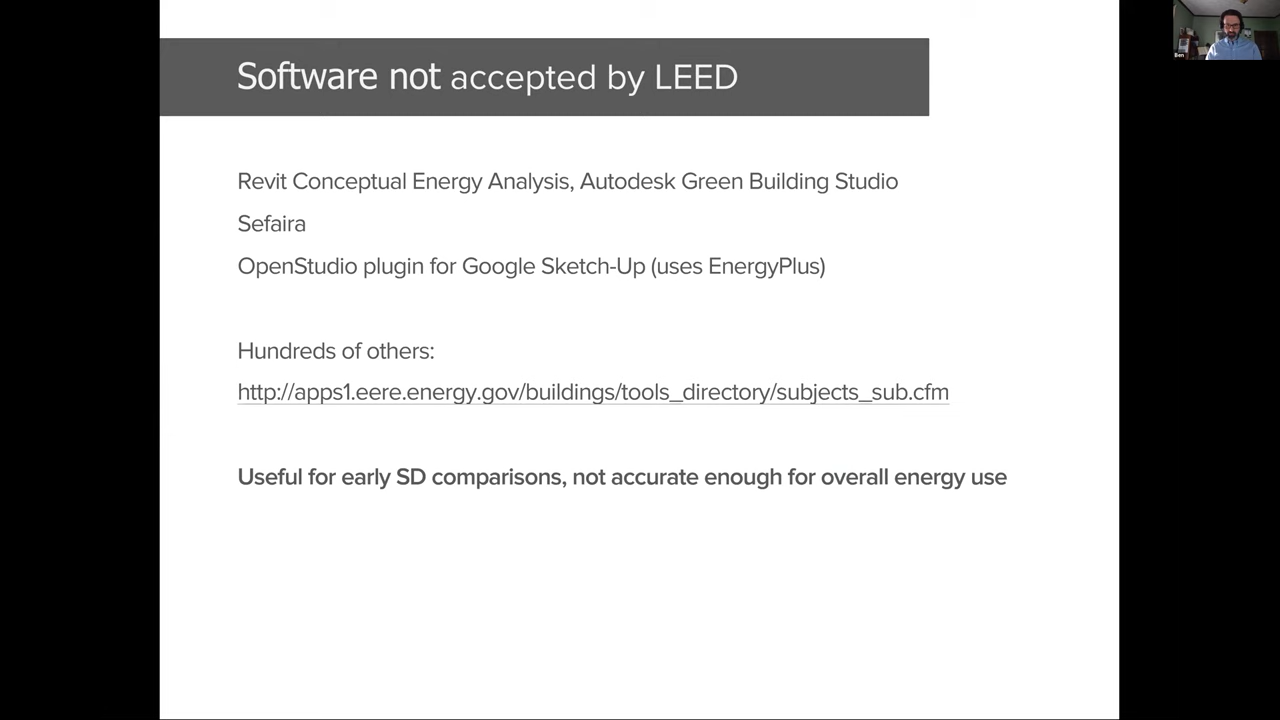 Software not accepted by LEED
Revit Conceptual Energy Analysis, Autodesk Green Building Studio
Sefaira
OpenStudio plugin for Google Sketch-Up (uses EnergyPlus)
Hundreds of others:
http://apps1.eere.energy.gov/buildings/tools_directory/subjects_sub.cfm
Useful for early SD comparisons, not accurate enough for overall energy use
Ben